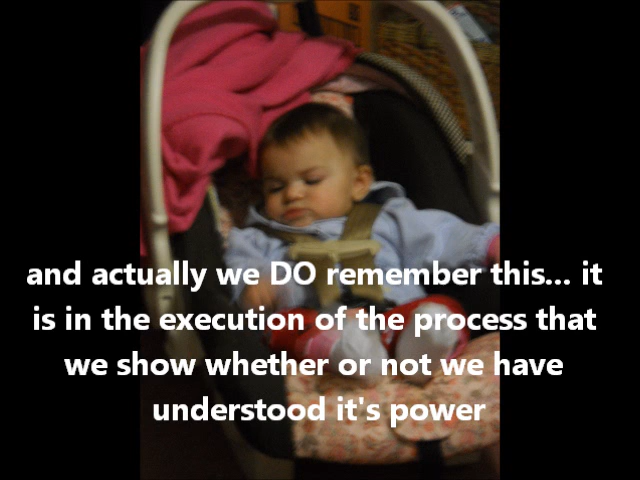 and actually we DO remember this... it
is in the execution of the process that
we show whether or not we have
understood it's power